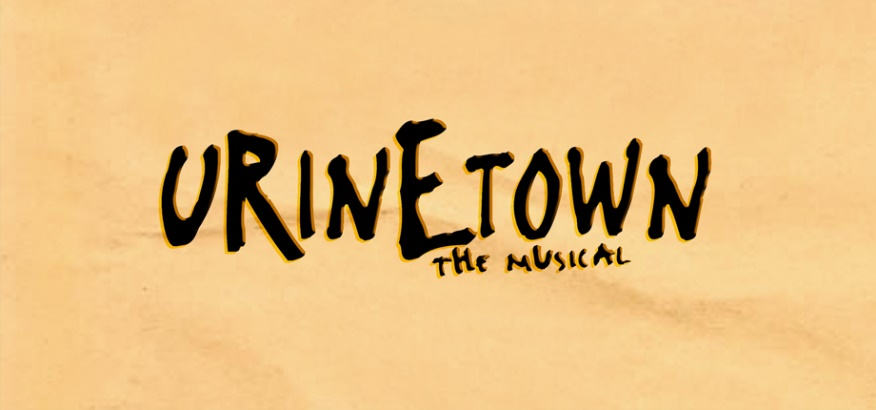 URINETOWN
THE MUSICAL